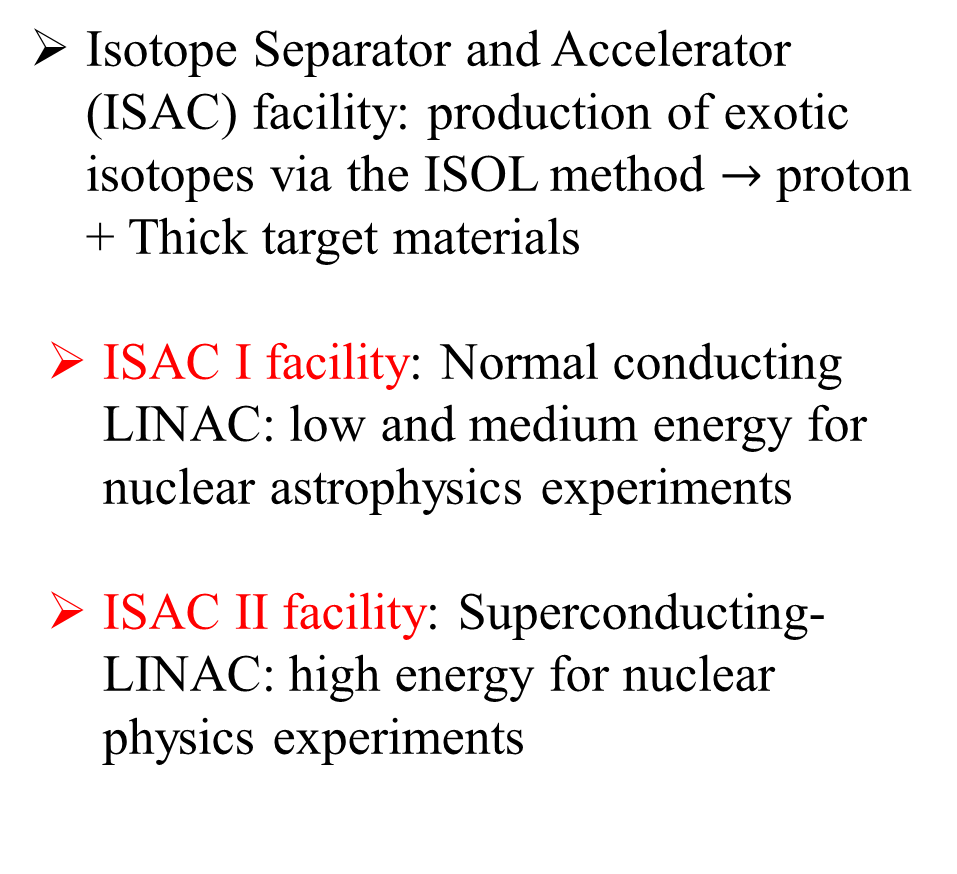 ➢ Isotope Separator and Accelerator
(ISAC) facility: production of exotic
isotopes via the ISOL method → proton
+ Thick target materials
➢ ISAC I facility: Normal conducting
LINAC: low and medium energy for
nuclear astrophysics experiments
➢ ISAC II facility: Superconducting-
LINAC: high energy for nuclear
physics experiments